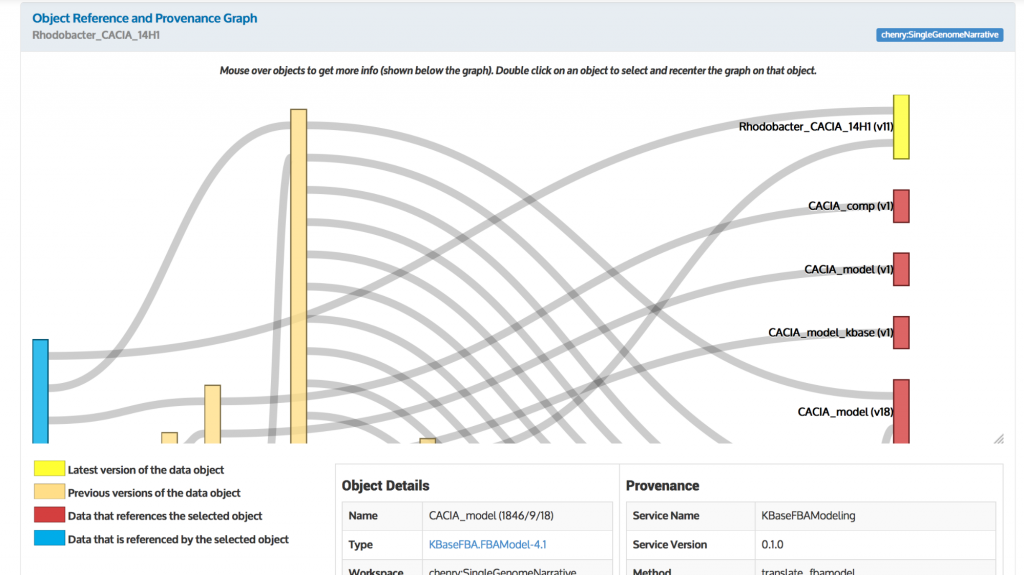 Object Reference and Provenance Graph
Rhodobacter_CACIA_14H1
chenry:SingleGenomeNarrative
Mouse over objects to get more info (shown below the graph). Double click on an object to select and recenter the graph on that object.
Rhodobacter_CACIA_14H1 (v11)
CACIA_comp (v1)
CACIA_model (v1)
CACIA_model_kbase (v1)
CACIA_model (v18)
Latest version of the data object
Previous versions of the data object
Data that references the selected object
Data that is referenced by the selected object
Object Details
Name CACIA_model (1846/9/18)
Type KBaseFBA.FBAModel-4.1
Workspace chenry:SingleGenomeNarrative
Provenance
Service Name KBaseFBAModeling
Service Version 0.1.0
Method translate_fbamodel